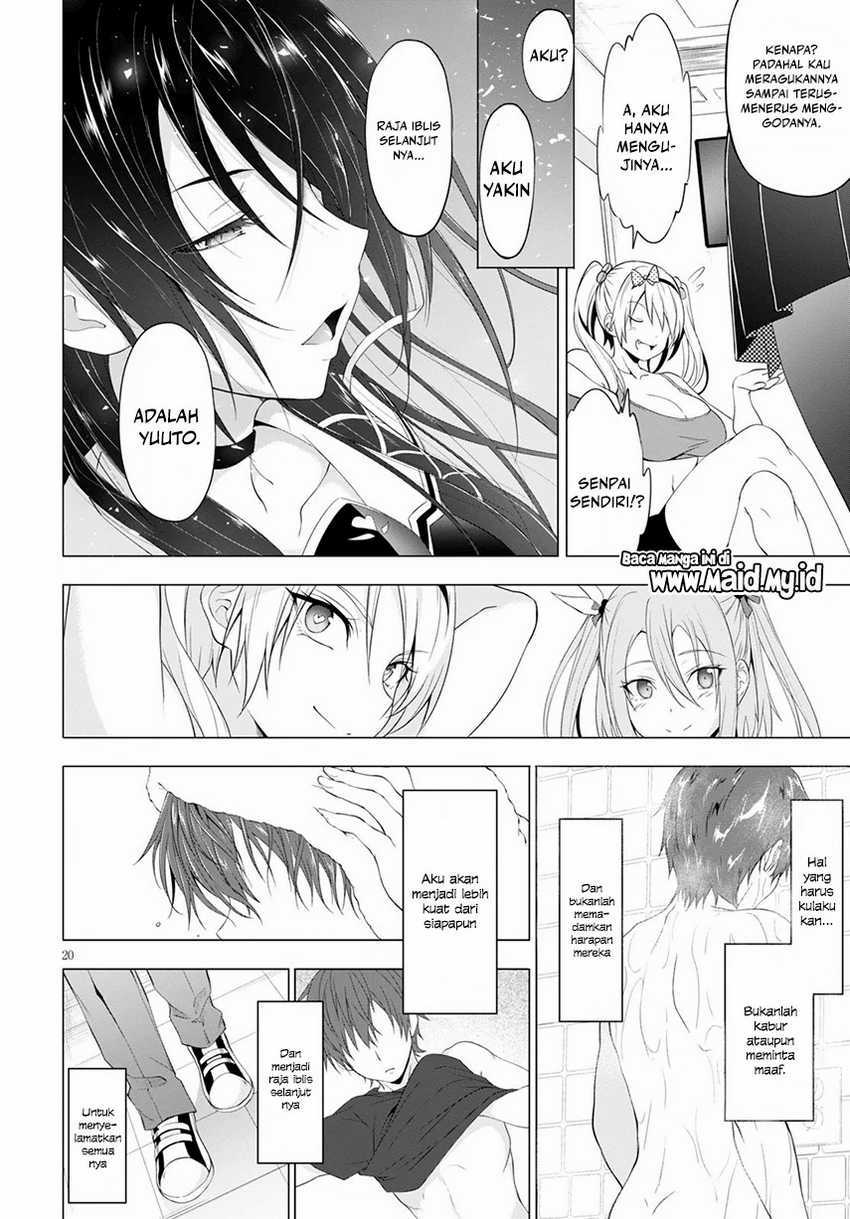 KENAPA?
PADAHAL KAU
MERAGUKANNYA
SAMPAI TERUS-
MENERUS MENG-
GODANYA.
A, AKU
HANYA
MENGU-
JINYA...
SENPAI
SENDIRI!?
AKU?
AKU
YAKIN
RAJA IBLIS
SELANJUT
NYA...
ADALAH
YUUTO.
Baca Manga ini di
www.Maid.My.id
Hal yang
harus
kulaku
kan...
Bukanlah
kabur
ataupun
meminta
maaf.
Dan
bukanlah
mema-
damkan
harapan
mereka
Aku akan
menjadi lebih
kuat dari
siapapun
Dan
menjadi
raja iblis
selanjut
nya
Untuk
menye-
lamatkan
semua
nya
20